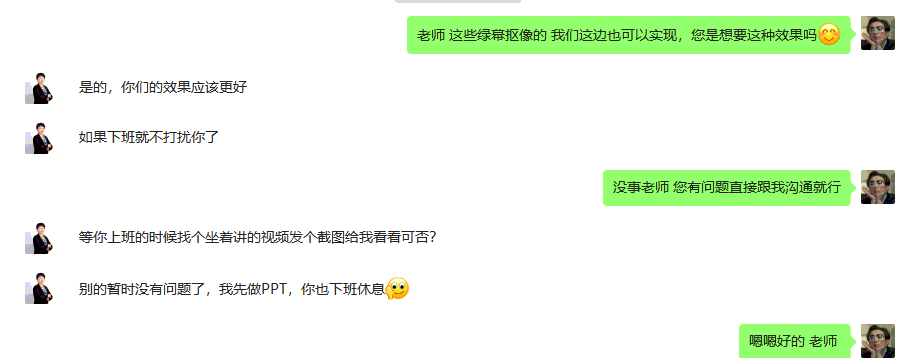 老师 这些绿幕抠像的 我们这边也可以实现，您是想要这种效果吗😊
是的，你们的效果应该更好
如果下班就不打扰你了
没事老师 您有问题直接跟我沟通就行
等你上班的时候找个坐着讲的视频发个截图给我看看可否？
别的暂时没有问题了，我先做PPT，你也下班休息
嗯嗯好的 老师